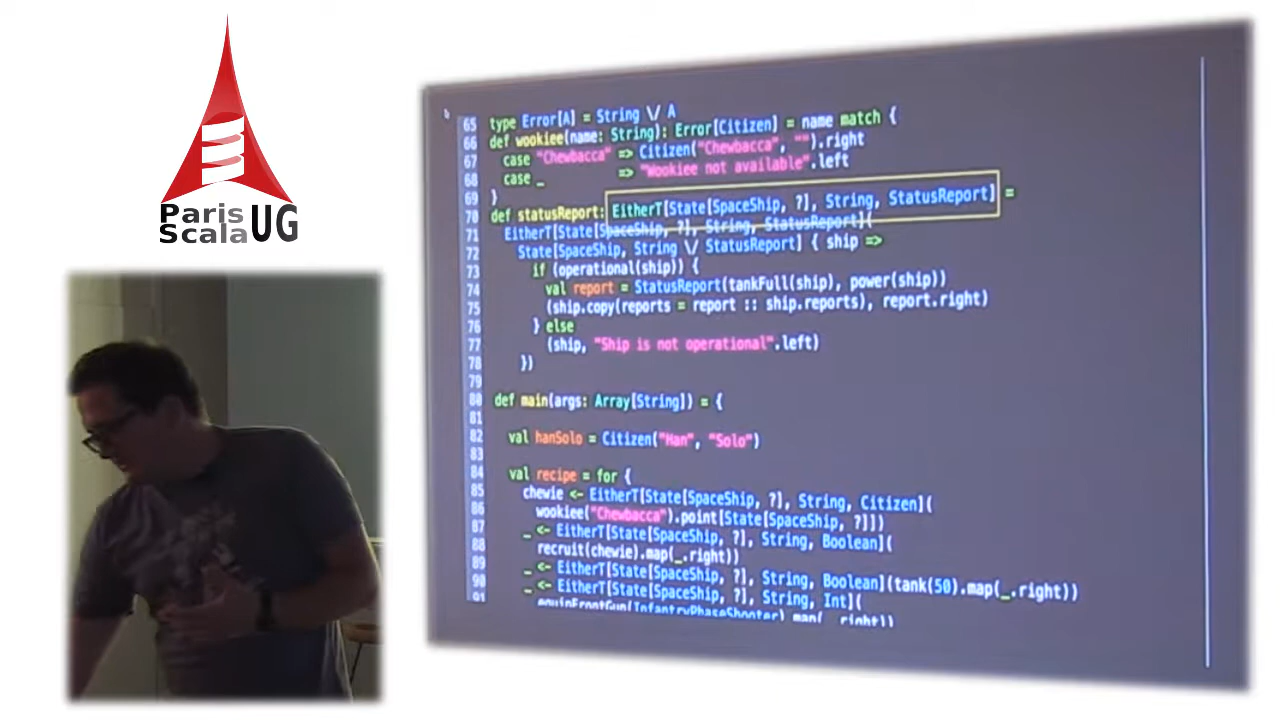 Paris
Scala UG
65 type Error[A] = String \/ A
66 def wookiee(name: String): Error[Citizen] = name match {
67 case "Chewbacca" => Citizen("Chewbacca", "").right
68 case _ => "Wookiee not available".left
69 }
70 def statusReport: EitherT[State[SpaceShip, ?], String, StatusReport] =
71 EitherT[State[SpaceShip, ?], String, StatusReport](
72 State[SpaceShip, String \/ StatusReport] { ship =>
73 if (operational(ship)) {
74 val report = StatusReport(tankFull(ship), power(ship))
75 (ship.copy(reports = report :: ship.reports), report.right)
76 } else
77 (ship, "Ship is not operational".left)
78 })
79
80 def main(args: Array[String]) = {
81
82 val hanSolo = Citizen("Han", "Solo")
83
84 val recipe = for {
85 chewie <- EitherT[State[SpaceShip, ?], String, Citizen](
86 wookiee("Chewbacca").point[State[SpaceShip, ?]])
87 _ <- EitherT[State[SpaceShip, ?], String, Boolean](
88 recruit(chewie).map(_.right))
89 _ <- EitherT[State[SpaceShip, ?], String, Boolean](tank(50).map(_.right))
90 _ <- EitherT[State[SpaceShip, ?], String, Int](
91 equipFrontGun(InfantryPhaseShooter).map(_.right))